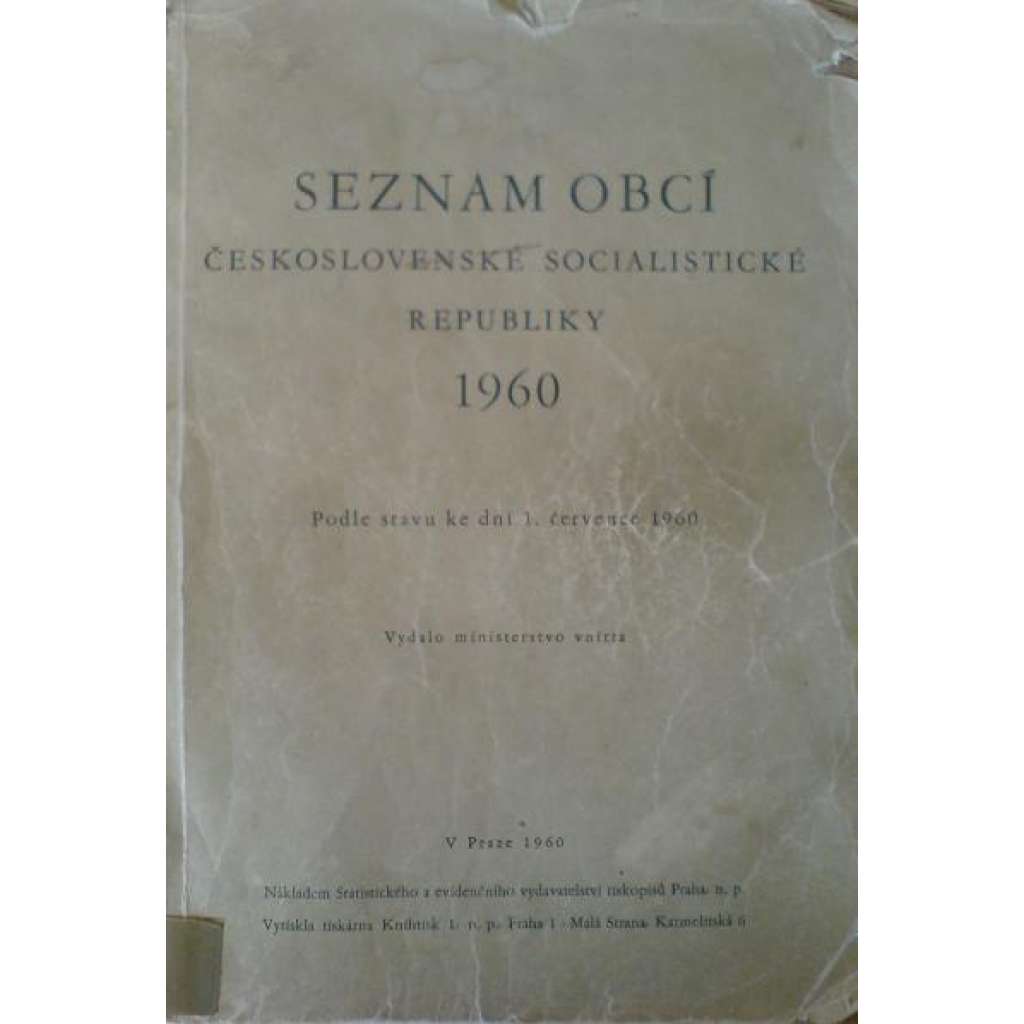 SEZNAM OBCÍ
ČESKOSLOVENSKÉ SOCIALISTICKÉ
REPUBLIKY
1960
Podle stavu ke dni 1. července 1960
Vydalo ministerstvo vnitra
V Praze 1960
Nákladem Statistického a evidenčního vydavatelství tiskopisů Praha, n. p.
Vytiskla tiskárna Knihtisk 1, n. p., Praha 1 - Malá Strana, Karmelitská 6